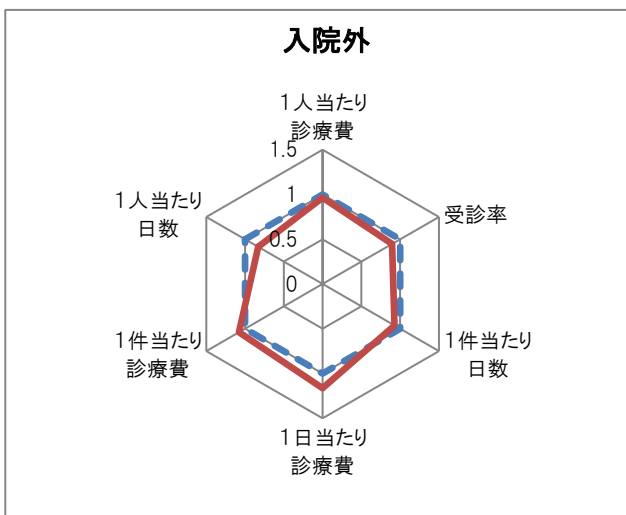 入院外
1人当たり
診療費
1.5
1
0.5
0
受診率
1件当たり
日数
1日当たり
診療費
1件当たり
診療費
1人当たり
日数